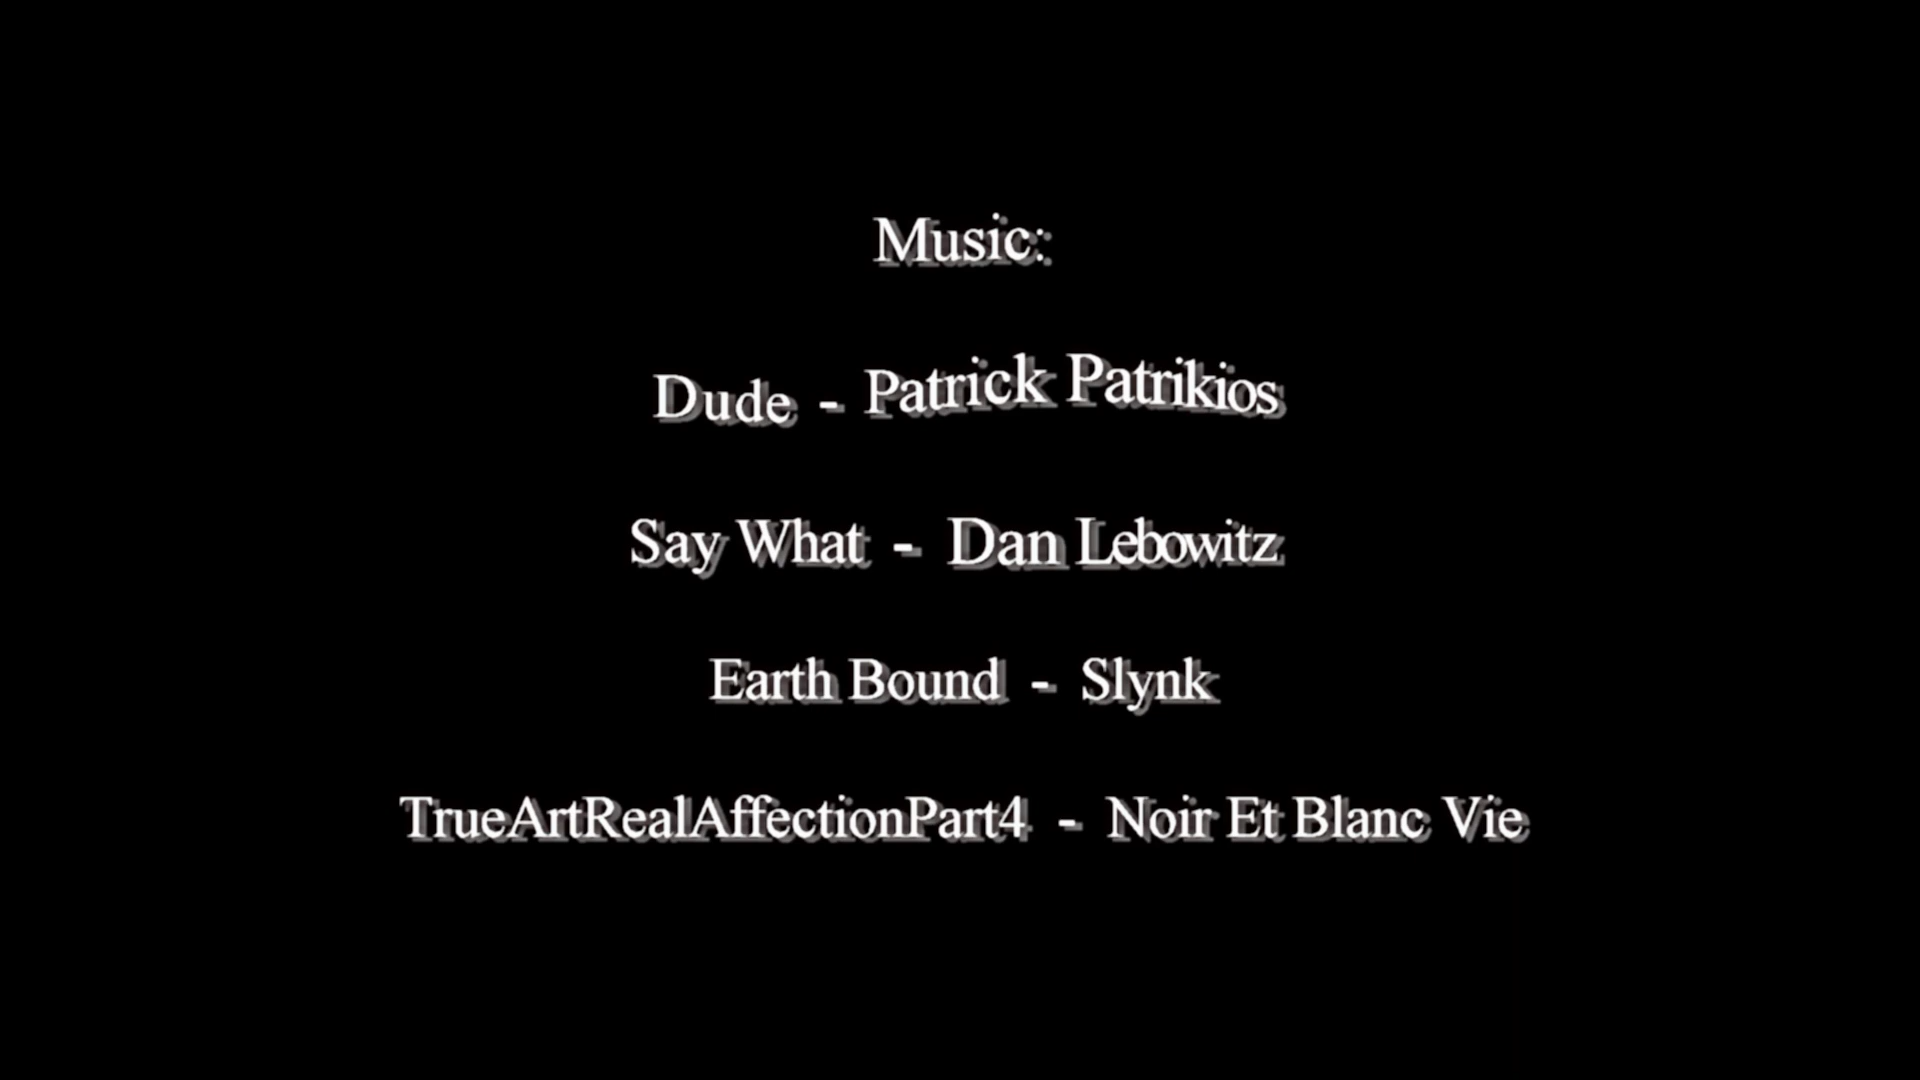 Music:
Dude - Patrick Patrikios
Say What - Dan Lebowitz
Earth Bound - Slynk
TrueArtRealAffectionPart4 - Noir Et Blanc Vie